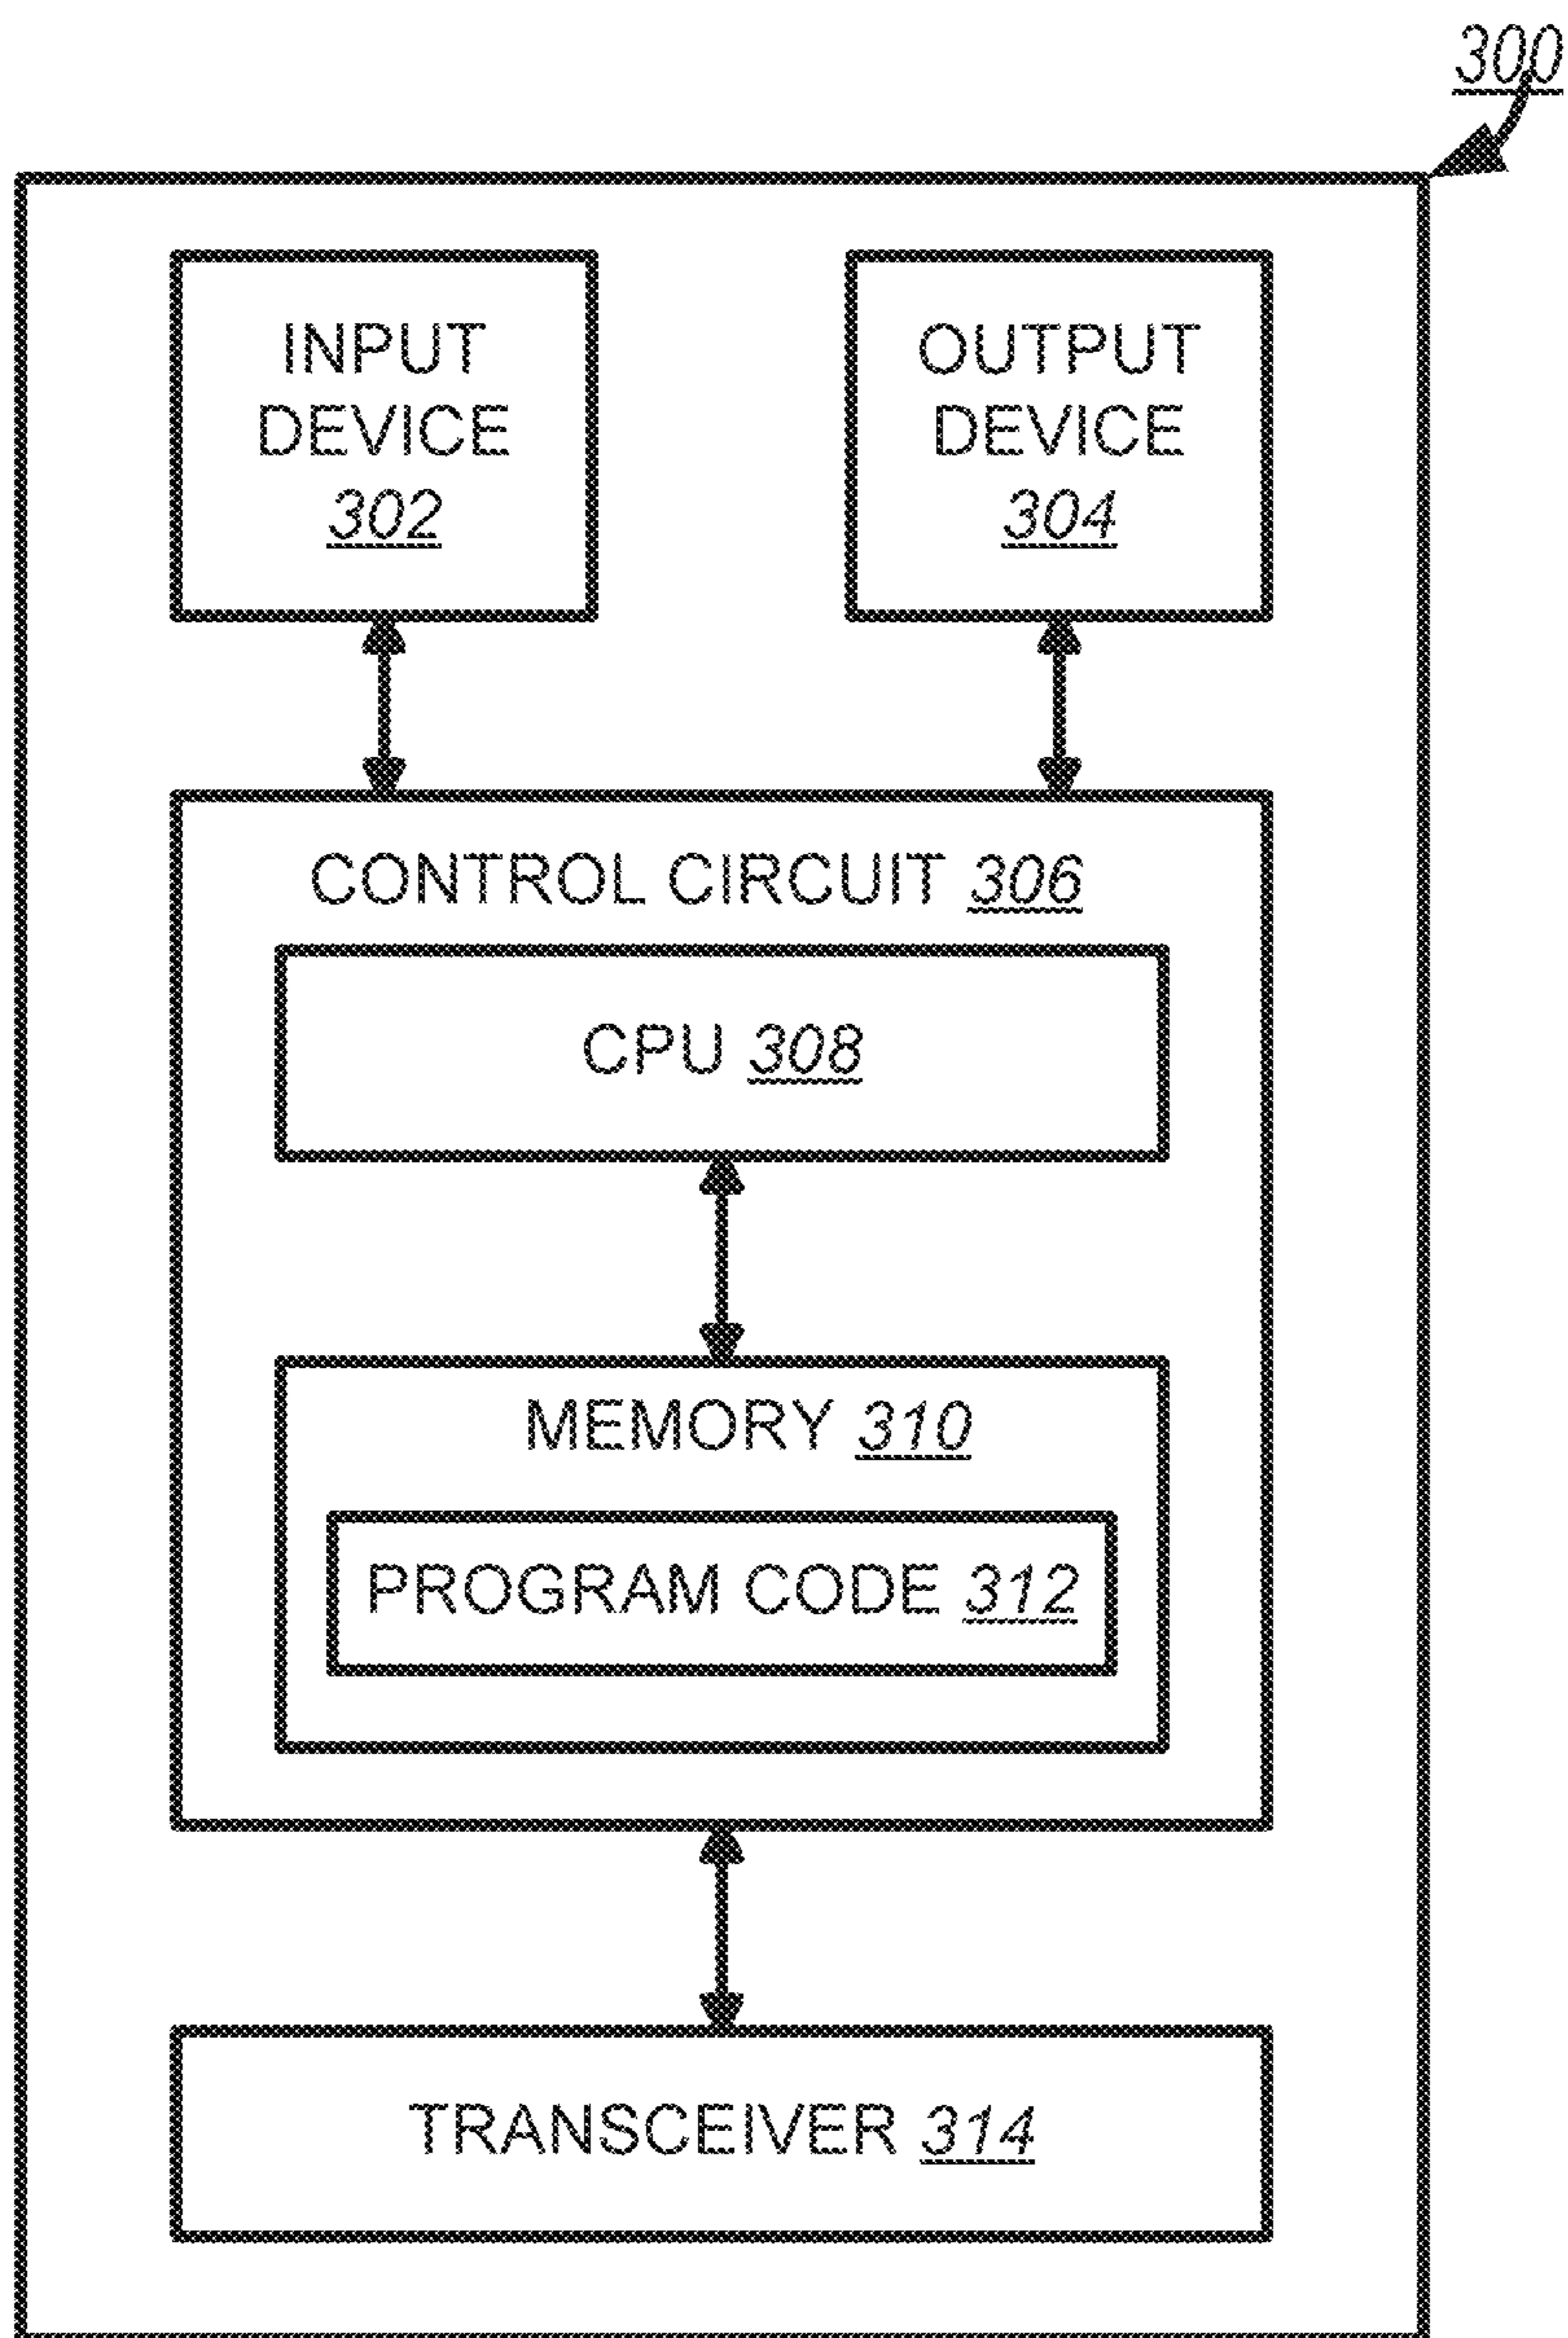 300
INPUT
DEVICE
302
OUTPUT
DEVICE
304
CONTROL CIRCUIT 306
CPU 308
MEMORY 310
PROGRAM CODE 312
TRANSCEIVER 314